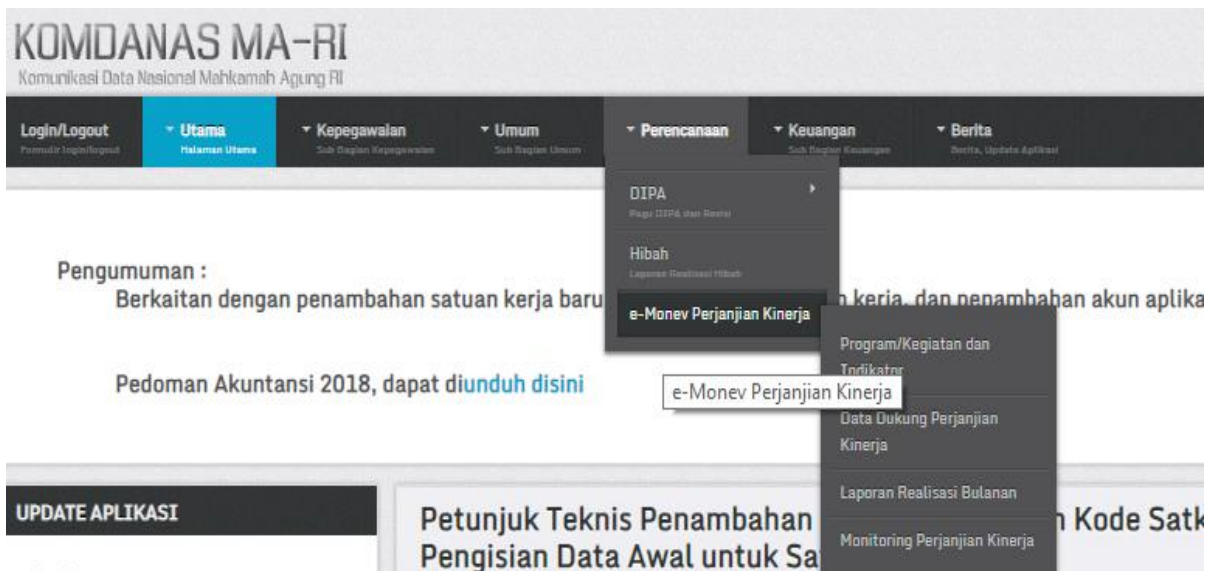 KOMDANAS MA-RI
Komunikasi Data Nasional Mahkamah Agung RI
Login/Logout
Utama
Kepegawaian
Umum
Perencanaan
Keuangan
Berita
Formulir login/logout
Halaman Utama
Sub Bagian Kepegawaian
Sub Bagian Umum
Sub Bagian Keuangan
Berita, Update Aplikasi
DIPA
Pagu DIPA dan Revisi
Hibah
Laporan Realisasi Hibah
e-Monev Perjanjian Kinerja
Program/Kegiatan dan
Indikator
e-Monev Perjanjian Kinerja
Data Dukung Perjanjian
Kinerja
Laporan Realisasi Bulanan
Monitoring Perjanjian Kinerja
Pengumuman :
Berkaitan dengan penambahan satuan kerja baru kerja, dan penambahan akun aplika
Pedoman Akuntansi 2018, dapat diunduh disini
UPDATE APLIKASI
Petunjuk Teknis Penambahan n Kode Satk
Pengisian Data Awal untuk Sa